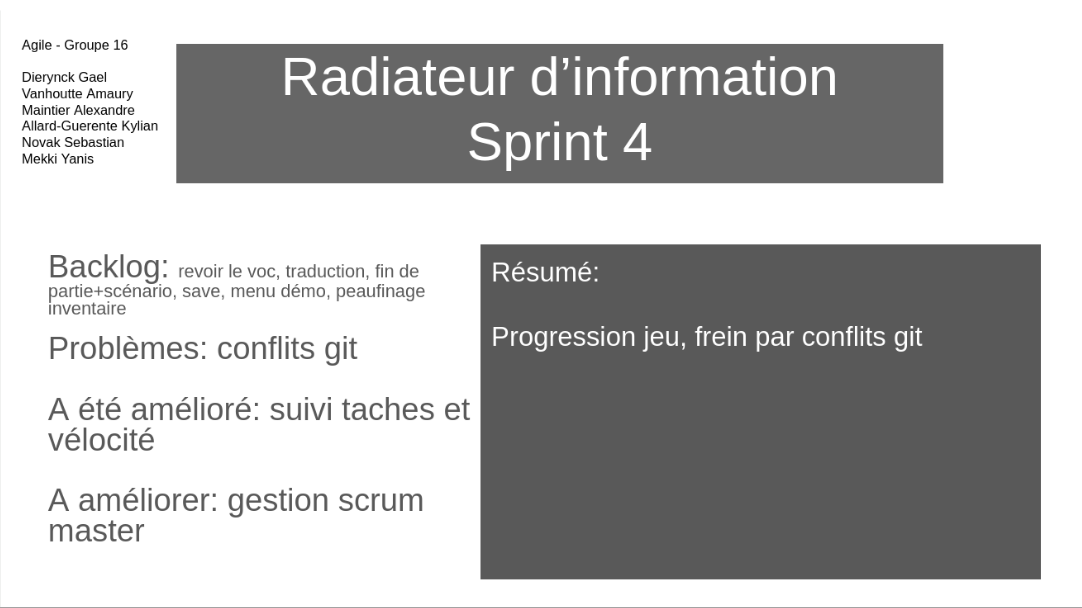 Agile - Groupe 16
Dierynck Gael
Vanhoutte Amaury
Maintier Alexandre
Allard-Guerente Kylian
Novak Sebastian
Mekki Yanis
Radiateur d’information
Sprint 4
Backlog: revoir le voc, traduction, fin de
partie+scénario, save, menu démo, peaufinage
inventaire
Problèmes: conflits git
A été amélioré: suivi taches et
vélocité
A améliorer: gestion scrum
master
Résumé:
Progression jeu, frein par conflits git